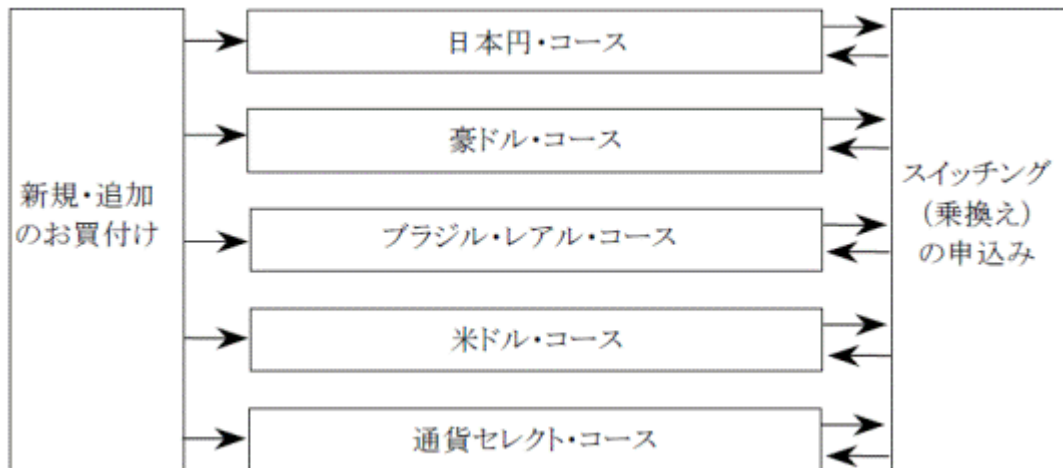 新規・追加
のお買付け
日本円・コース
豪ドル・コース
ブラジル・レアル・コース
米ドル・コース
通貨セレクト・コース
スイッチング
(乗換え)
の申込み